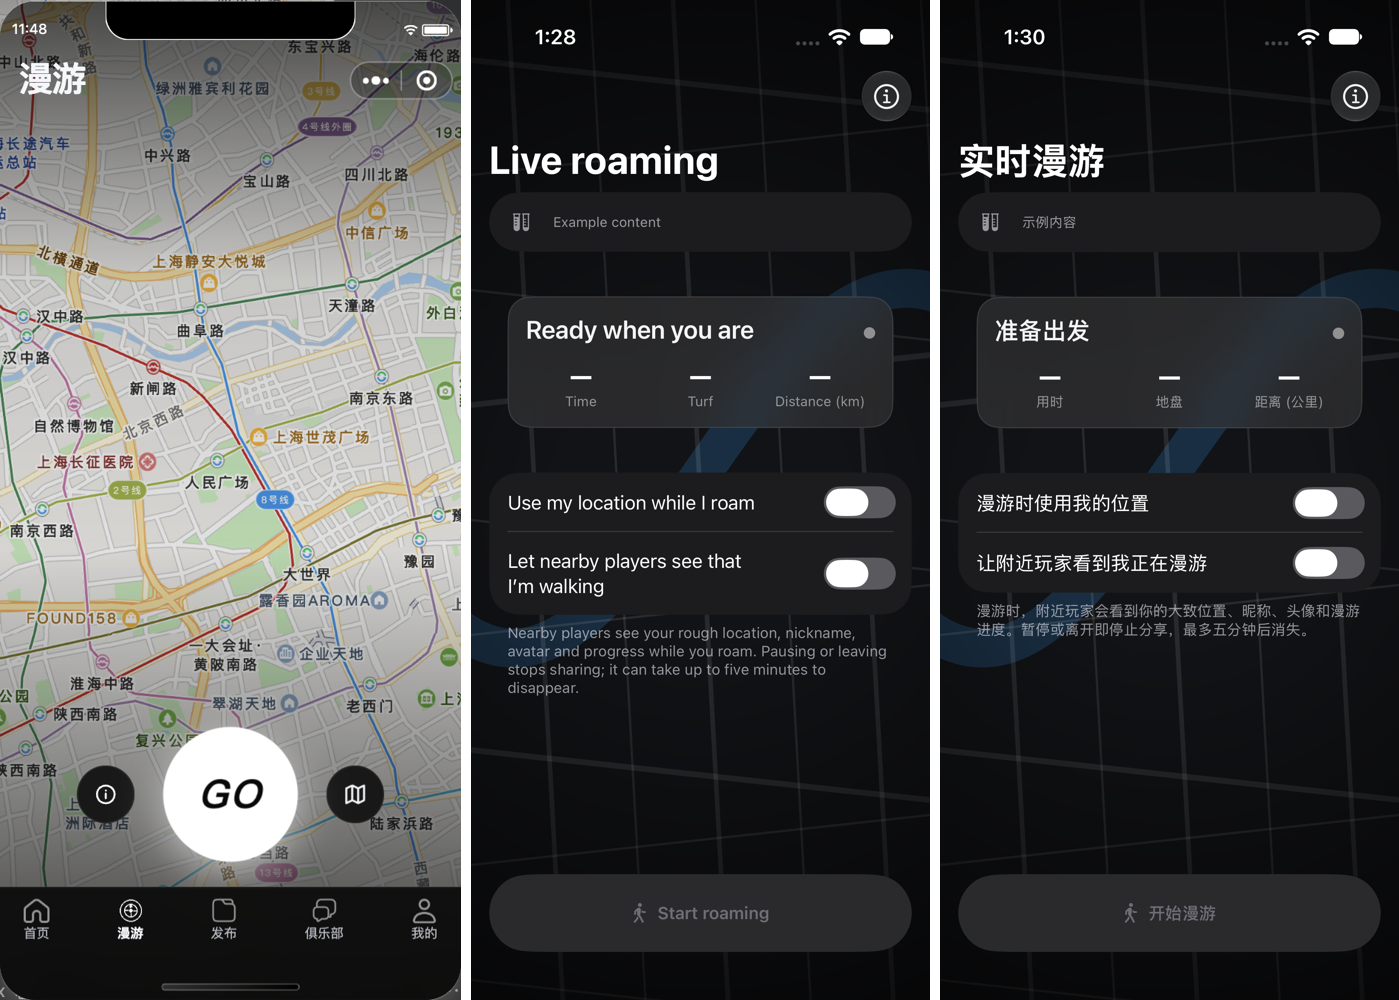 11:48
漫游
东宝兴路
海伦路
绿洲雅宾利花园
3号线
4号线外圈
193
长途汽车
总站
中兴路
宝山路
四川北路
中信广场
北横通道
上海静安大悦城
天潼路
外白
汉中路
曲阜路
汉中路
新闸路
南京东路
自然博物馆
北京西路
上海世茂广场
上海长征医院
人民广场
2号线
8号线
南京西路
豫园
大世界
露香园AROMA
FOUND158
一大会址·
黄陂南路
企业天地
淮海中路
公园
翠湖天地
老西门
陕西南路
复兴公
陕西南路
GO
洲际酒店
陆家浜路
13号线
首页
漫游
发布
俱乐部
我的
1:28
Live roaming
Example content
Ready when you are
Time
Turf
Distance (km)
Use my location while I roam
Let nearby players see that
I'm walking
Nearby players see your rough location, nickname,
avatar and progress while you roam. Pausing or leaving
stops sharing; it can take up to five minutes to
disappear.
Start roaming
1:30
实时漫游
示例内容
准备出发
用时
地盘
距离 (公里)
漫游时使用我的位置
让附近玩家看到我正在漫游
漫游时，附近玩家会看到你的大致位置、昵称、头像和漫游
进度。暂停或离开即停止分享，最多五分钟后消失。
开始漫游